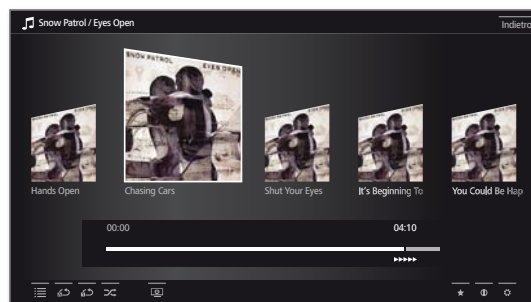 Snow Patrol / Eyes Open
Indietro
SNOW PATROL
EYES OPEN
Hands Open
Chasing Cars
Shut Your Eyes
It's Beginning To
You Could Be Hap
00:00
04:10